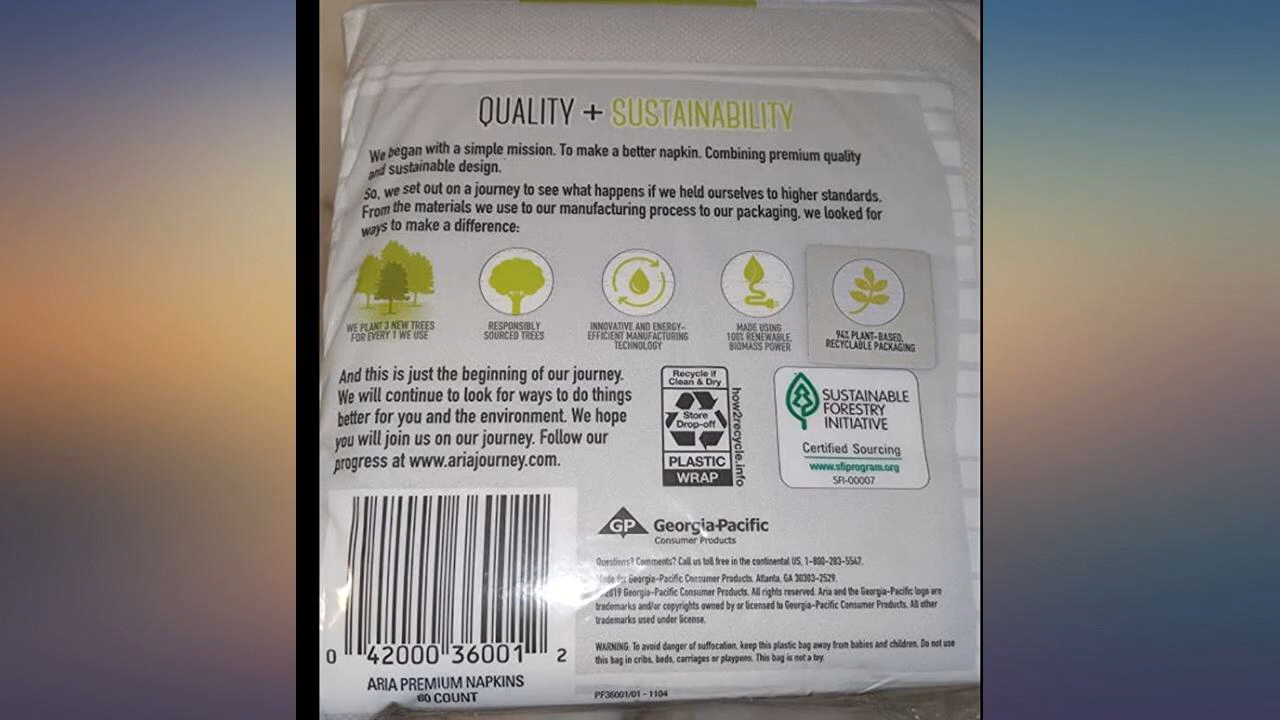 QUALITY + SUSTAINABILITY
We began with a simple mission. To make a better napkin. Combining premium quality
and sustainable design.
So, we set out on a journey to see what happens if we held ourselves to higher standards.
From the materials we use to our manufacturing process to our packaging, we looked for
ways to make a difference:
WE PLANT 3 NEW TREES
FOR EVERY 1 WE USE
RESPONSIBLY
SOURCED TREES
INNOVATIVE AND ENERGY-
EFFICIENT MANUFACTURING
TECHNOLOGY
MADE USING
100% RENEWABLE,
BIOMASS POWER
94% PLANT-BASED,
RECYCLABLE PACKAGING
And this is just the beginning of our journey.
We will continue to look for ways to do things
better for you and the environment. We hope
you will join us on our journey. Follow our
progress at www.ariajourney.com.
Recycle if
Clean & Dry
Store
Drop-off
PLASTIC
WRAP
how2recycle.info
SUSTAINABLE
FORESTRY
INITIATIVE
Certified Sourcing
www.sfiprogram.org
SFI-00007
GP Georgia-Pacific
Consumer Products
Questions? Comments? Call us toll free in the continental US, 1-800-283-5547.
Made for Georgia-Pacific Consumer Products. Atlanta, GA 30303-2529.
2019 Georgia-Pacific Consumer Products. All rights reserved. Aria and the Georgia-Pacific logo are
trademarks and/or copyrights owned by or licensed to Georgia-Pacific Consumer Products. All other
trademarks used under license.
WARNING: To avoid danger of suffocation, keep this plastic bag away from babies and children. Do not use
this bag in cribs, beds, carriages or playpens. This bag is not a toy.
0 42000 36001 2
ARIA PREMIUM NAPKINS
60 COUNT
PF36001/01 - 1104